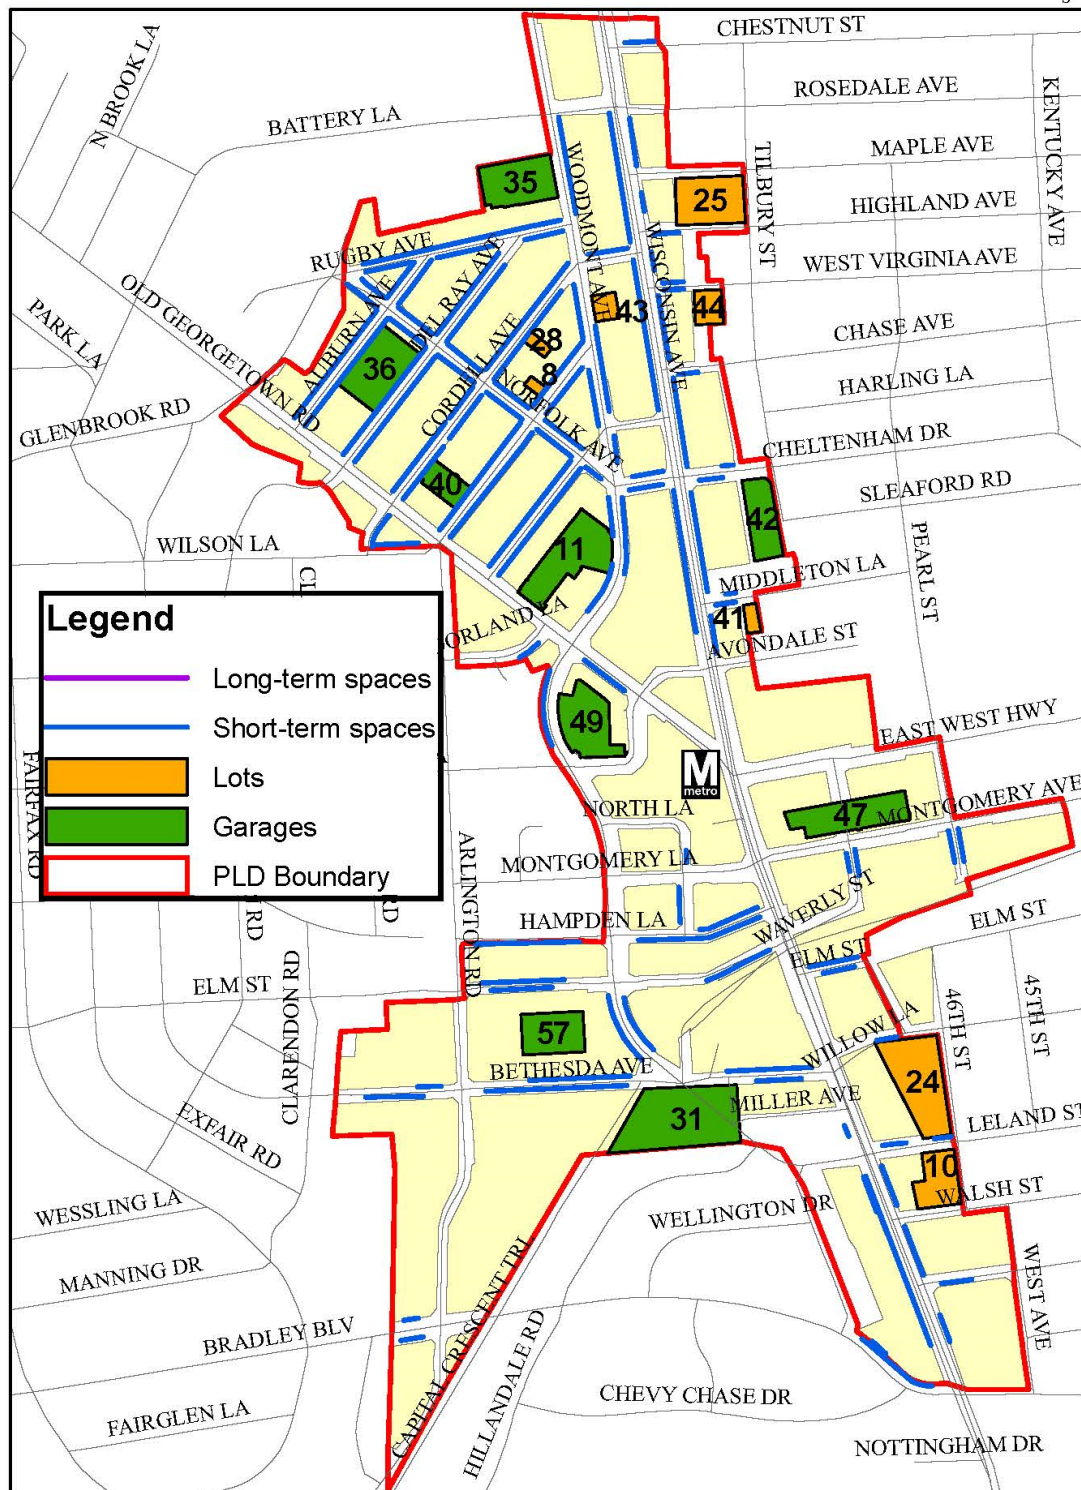 CHESTNUT ST
N BROOK LA
ROSEDALE AVE
KENTUCKY AVE
BATTERY LA
MAPLE AVE
WOODMONT AVE
TILBURY ST
35
25
HIGHLAND AVE
RUGBY AVE
WISCONSIN AVE
WEST VIRGINIA AVE
DEL RAY AVE
OLD GEORGETOWN RD
AUBURN AVE
43
44
PARK LA
CHASE AVE
28
36
CORDELL AVE
8
HARLING LA
NORFOLK AVE
GLENBROOK RD
CHELTENHAM DR
40
SLEAFORD RD
42
WILSON LA
11
PEARL ST
MIDDLETON LA
CL
Legend
ORLAND LA
41
AVONDALE ST
Long-term spaces
Short-term spaces
49
EAST WEST HWY
Lots
M
metro
FAIRFAX RD
NORTH LA
47
MONTGOMERY AVE
Garages
ARLINGTON RD
MONTGOMERY LA
PLD Boundary
RD
RD
HAMPDEN LA
WAVERLY ST
ELM ST
ELM ST
ELM ST
CLARENDON RD
46TH ST
45TH ST
57
WILLOW LA
BETHESDA AVE
24
MILLER AVE
EXFAIR RD
31
LELAND ST
10
WALSH ST
WESSLING LA
WELLINGTON DR
MANNING DR
CAPITAL CRESCENT TRL
WEST AVE
BRADLEY BLV
HILLANDALE RD
CHEVY CHASE DR
FAIRGLEN LA
NOTTINGHAM DR